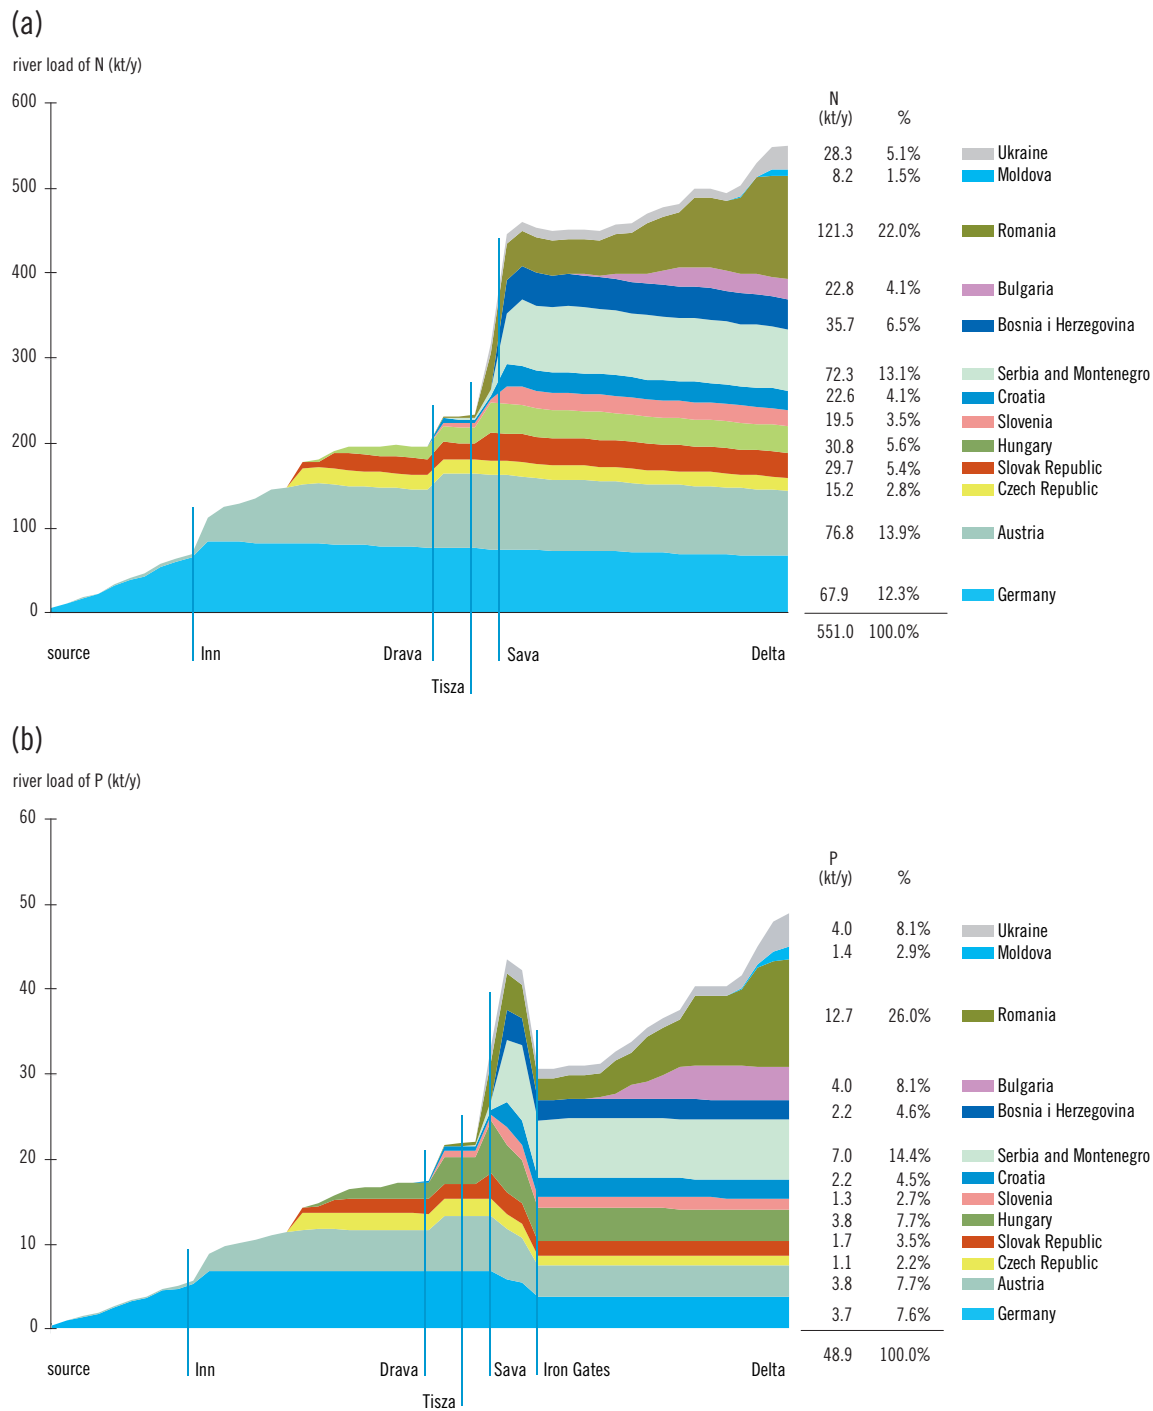 (a)
river load of N (kt/y)
600
500
400
300
200
100
0
source
Inn
Drava
Tisza
Sava
Delta
N
(kt/y) %
28.3 5.1% Ukraine
8.2 1.5% Moldova
121.3 22.0% Romania
22.8 4.1% Bulgaria
35.7 6.5% Bosnia i Herzegovina
72.3 13.1% Serbia and Montenegro
22.6 4.1% Croatia
19.5 3.5% Slovenia
30.8 5.6% Hungary
29.7 5.4% Slovak Republic
15.2 2.8% Czech Republic
76.8 13.9% Austria
67.9 12.3% Germany
551.0 100.0%
(b)
river load of P (kt/y)
60
50
40
30
20
10
0
source
Inn
Drava
Tisza
Sava
Iron Gates
Delta
P
(kt/y) %
4.0 8.1% Ukraine
1.4 2.9% Moldova
12.7 26.0% Romania
4.0 8.1% Bulgaria
2.2 4.6% Bosnia i Herzegovina
7.0 14.4% Serbia and Montenegro
2.2 4.5% Croatia
1.3 2.7% Slovenia
3.8 7.7% Hungary
1.7 3.5% Slovak Republic
1.1 2.2% Czech Republic
3.8 7.7% Austria
3.7 7.6% Germany
48.9 100.0%